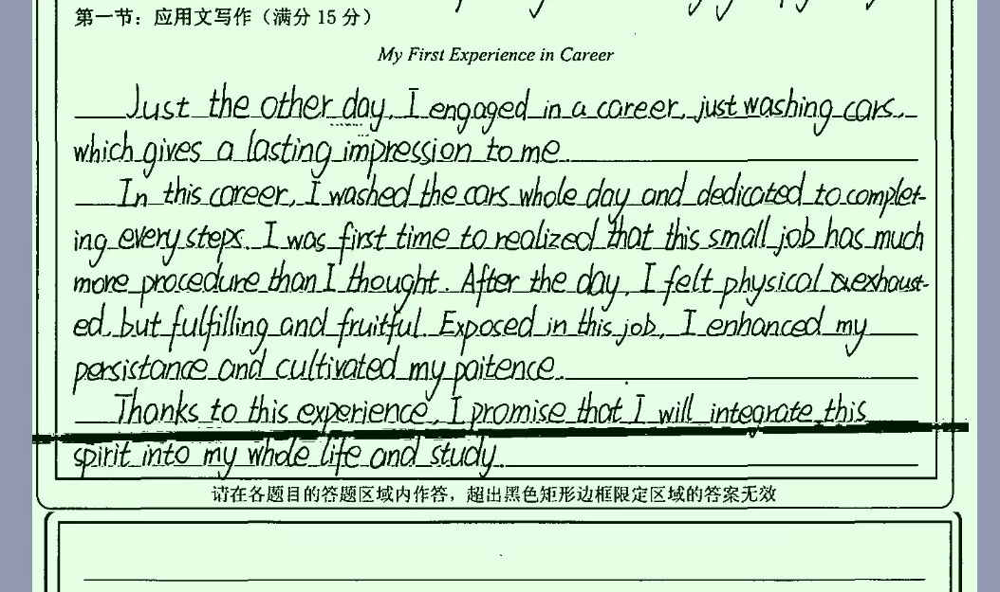 第一节：应用文写作（满分 15 分）
My First Experience in Career
Just the other day, I engaged in a career, just washing cars,
which gives a lasting impression to me.
In this career, I washed the cars whole day and dedicated to complet-
ing every steps. I was first time to realized that this small job has much
more procedure than I thought. After the day, I felt physical exhaust-
ed, but fulfilling and fruitful. Exposed in this job, I enhanced my
persistance and cultivated my paitence.
Thanks to this experience, I promise that I will integrate this
spirit into my whole life and study.
请在各题目的答题区域内作答，超出黑色矩形边框限定区域的答案无效